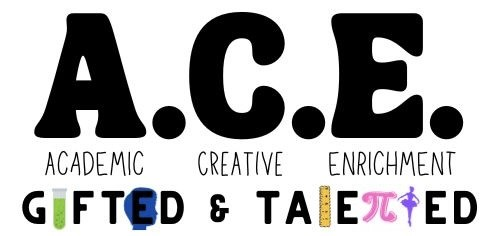 A.C.E.
ACADEMIC CREATIVE ENRICHMENT
GIFTED & TALENTED